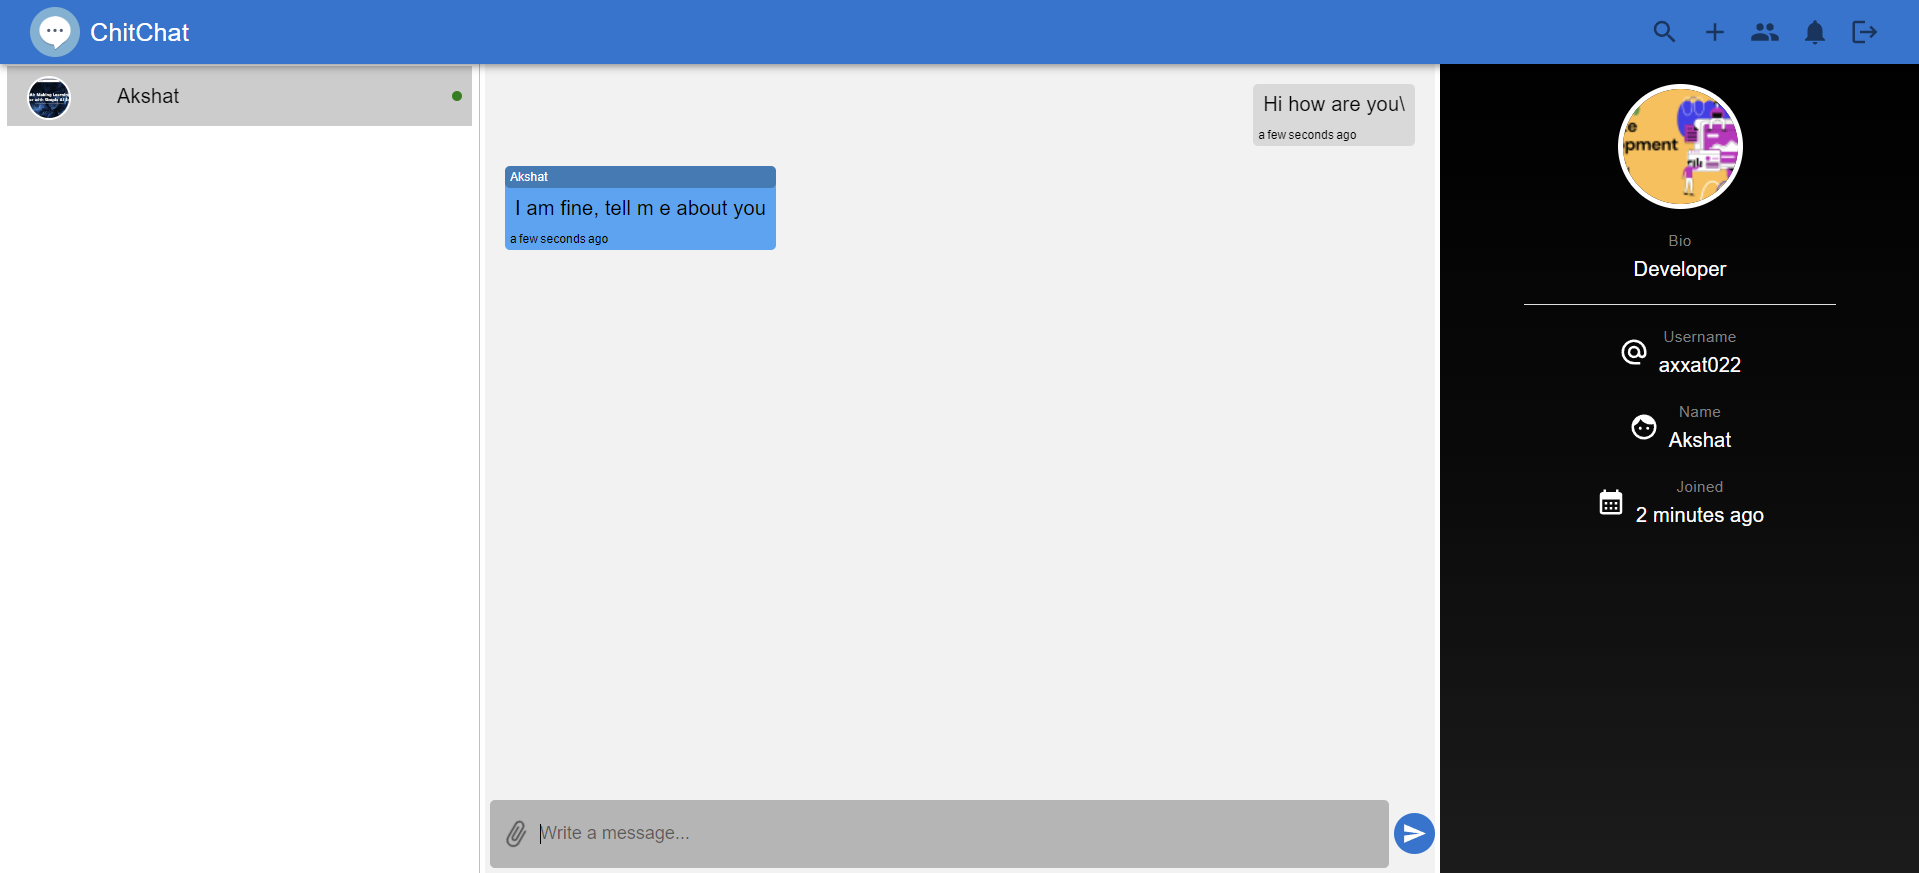 ChitChat
Akshat
Hi how are you\
a few seconds ago
Akshat
I am fine, tell m e about you
a few seconds ago
Write a message...
e
pment
Bio
Developer
Username
axxat022
Name
Akshat
Joined
2 minutes ago